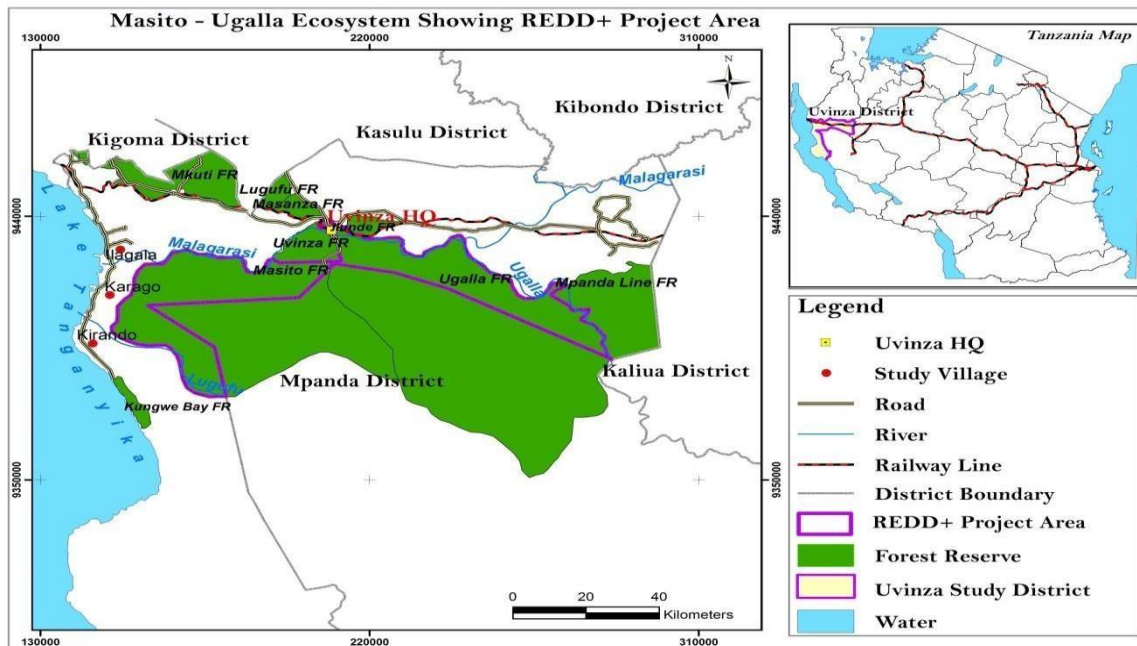 Masito - Ugalla Ecosystem Showing REDD+ Project Area
130000
220000
310000
N
Kibondo District
Kasulu District
Kigoma District
Mkuti FR
Lugufu FR
Malagarasi
Masanza FR
9440000
9440000
Uvinza HQ
Uvinza FR
Malagarasi
Ilagala
Masito FR
Ugalla FR
Ugalla
Mpanda Line FR
Karago
Lake Tanganyika
Kirando
Mpanda District
Kaliua District
Lugufu
Kungwe Bay FR
9350000
9350000
0 20 40
Kilometers
130000
220000
310000
Tanzania Map
Uvinza District
Legend
Uvinza HQ
Study Village
Road
River
Railway Line
District Boundary
REDD+ Project Area
Forest Reserve
Uvinza Study District
Water